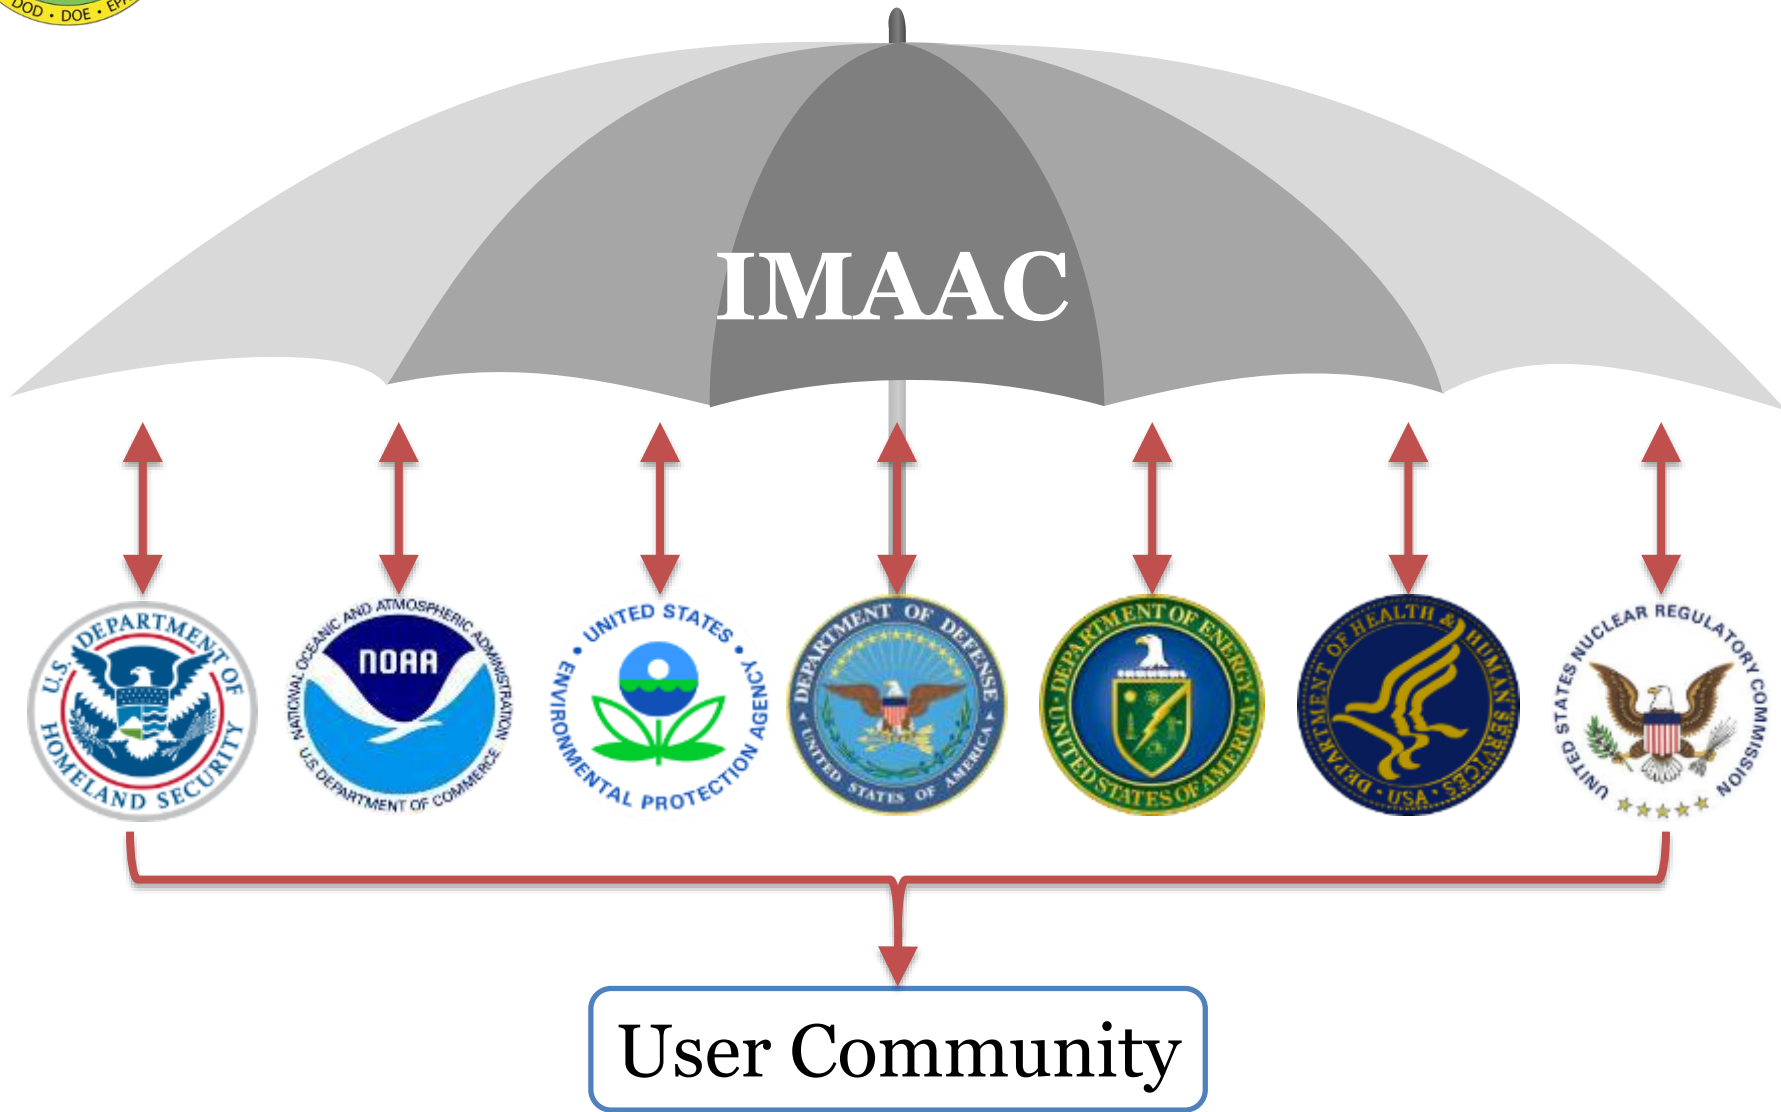 DOD • DOE • EPA
IMAAC
U.S. DEPARTMENT OF
HOMELAND SECURITY
NATIONAL OCEANIC AND ATMOSPHERIC ADMINISTRATION
NOAA
U.S. DEPARTMENT OF COMMERCE
• UNITED STATES •
ENVIRONMENTAL PROTECTION AGENCY
DEPARTMENT OF DEFENSE
UNITED STATES OF AMERICA
DEPARTMENT OF ENERGY
UNITED STATES OF AMERICA
DEPARTMENT OF HEALTH & HUMAN SERVICES
• USA •
UNITED STATES NUCLEAR REGULATORY COMMISSION
User Community